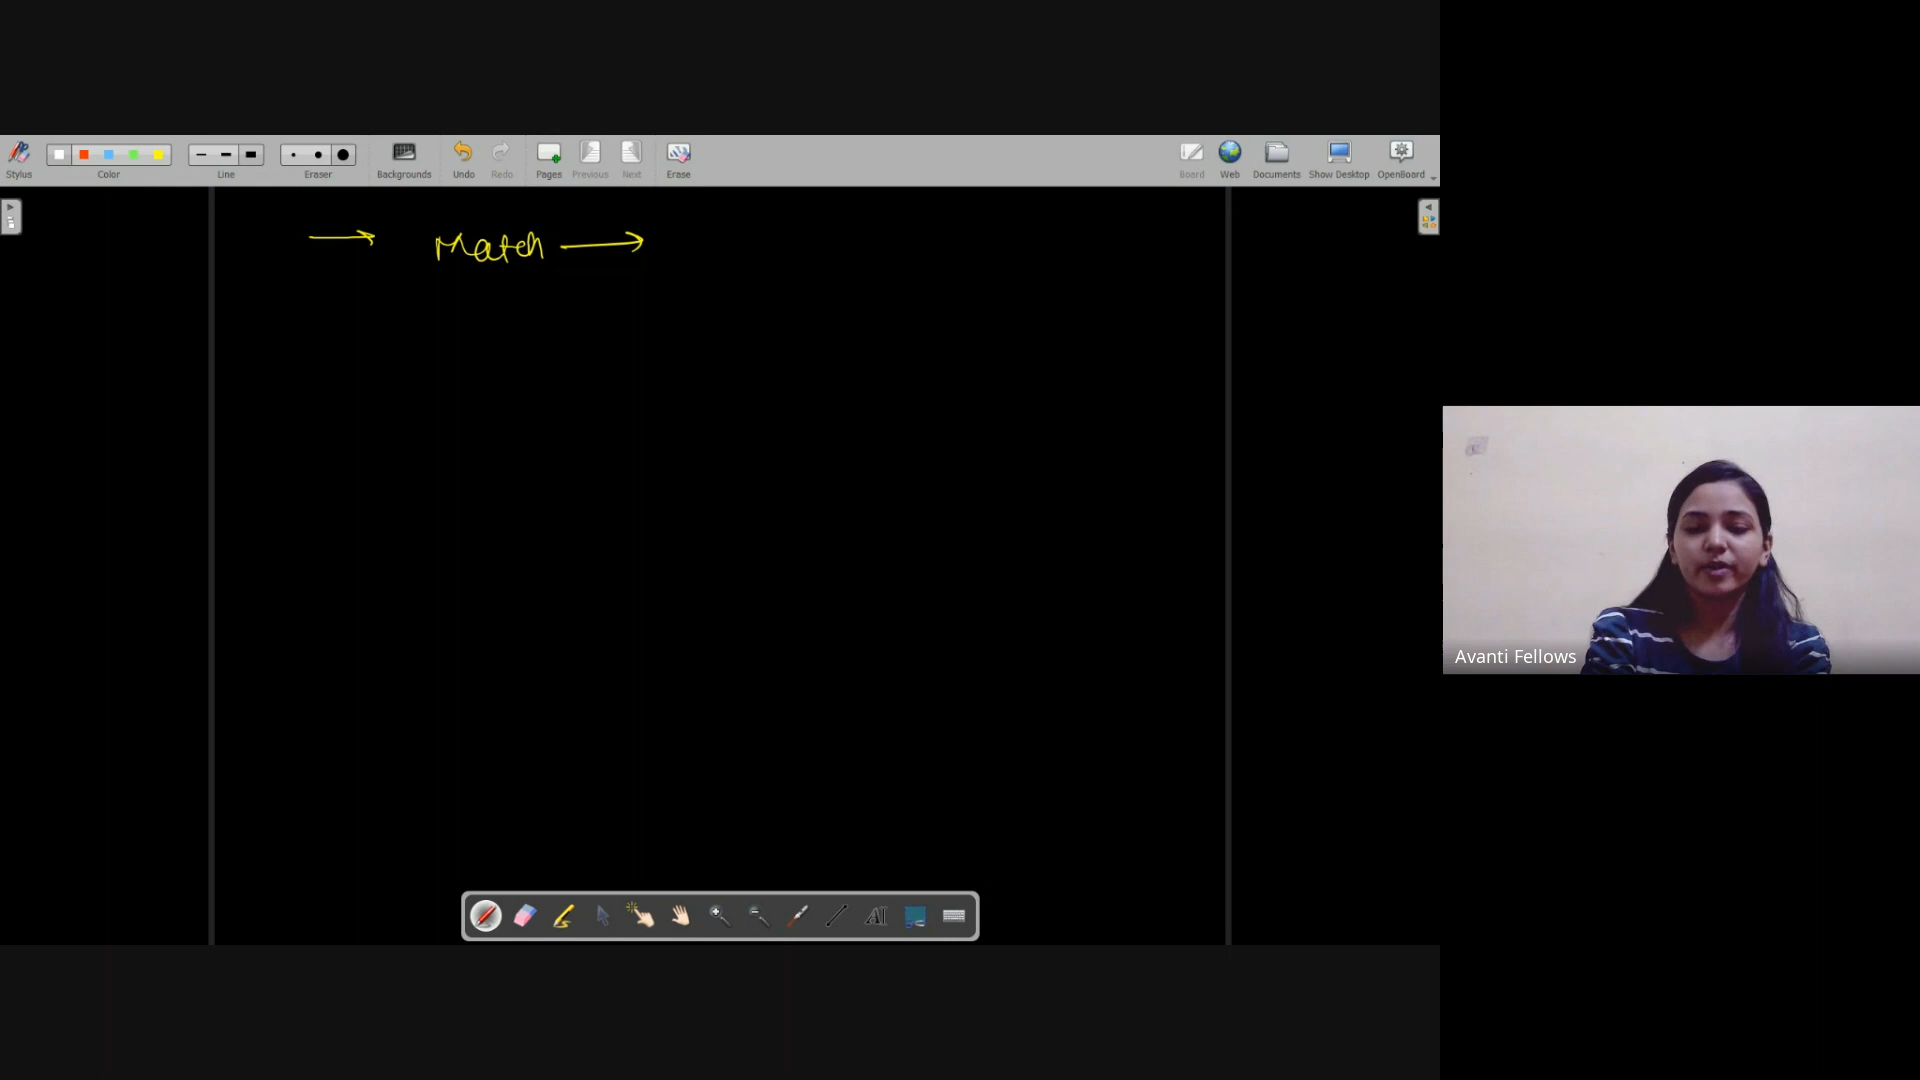 Stylus Color Line Eraser Backgrounds Undo Redo Pages Previous Next Erase Board Web Documents Show Desktop OpenBoard
→ Match →
Avanti Fellows
AI